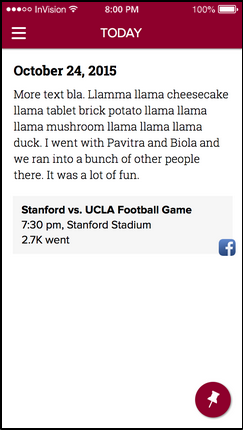 InVision 8:00 PM 100%
TODAY
October 24, 2015
More text bla. Llamma llama cheesecake
llama tablet brick potato llama llama
llama mushroom llama llama llama
duck. I went with Pavitra and Biola and
we ran into a bunch of other people
there. It was a lot of fun.
Stanford vs. UCLA Football Game
7:30 pm, Stanford Stadium
2.7K went
f